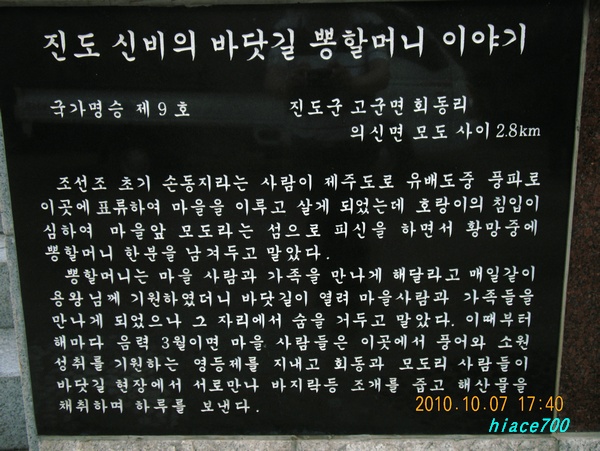 진도 신비의 바닷길 뽕할머니 이야기
국가명승 제9호 진도군 고군면 회동리
의신면 모도 사이 2.8km
조선조 초기 손동지라는 사람이 제주도로 유배도중 풍파로
이곳에 표류하여 마을을 이루고 살게 되었는데 호랑이의 침입이
심하여 마을앞 모도라는 섬으로 피신을 하면서 황망중에
뽕할머니 한분을 남겨두고 말았다.
뽕할머니는 마을 사람과 가족을 만나게 해달라고 매일같이
용왕님께 기원하였더니 바닷길이 열려 마을사람과 가족들을
만나게 되었으나 그 자리에서 숨을 거두고 말았다. 이때부터
해마다 음력 3월이면 마을 사람들은 이곳에서 풍어와 소원
성취를 기원하는 영등제를 지내고 회동과 모도리 사람들이
바닷길 현장에서 서로만나 바지락등 조개를 줍고 해산물을
채취하며 하루를 보낸다.
2010.10.07 17:40
hiace700